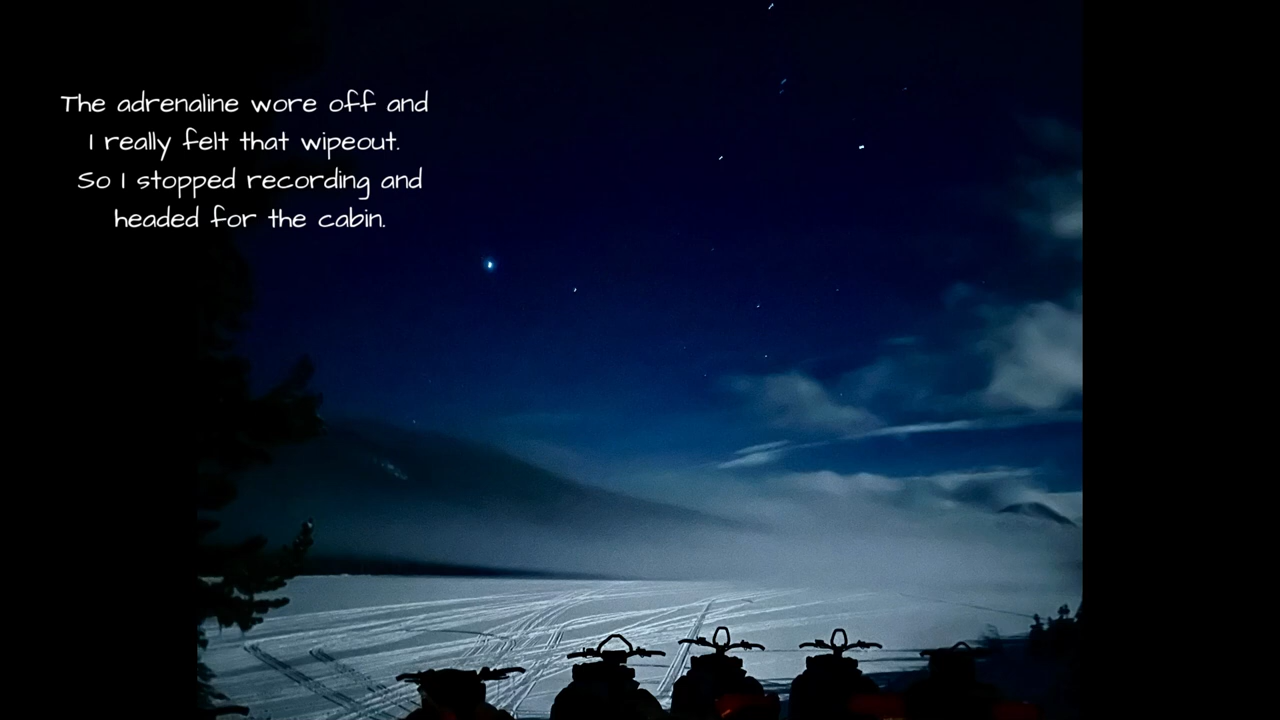 The adrenaline wore off and
I really felt that wipeout.
So I stopped recording and
headed for the cabin.